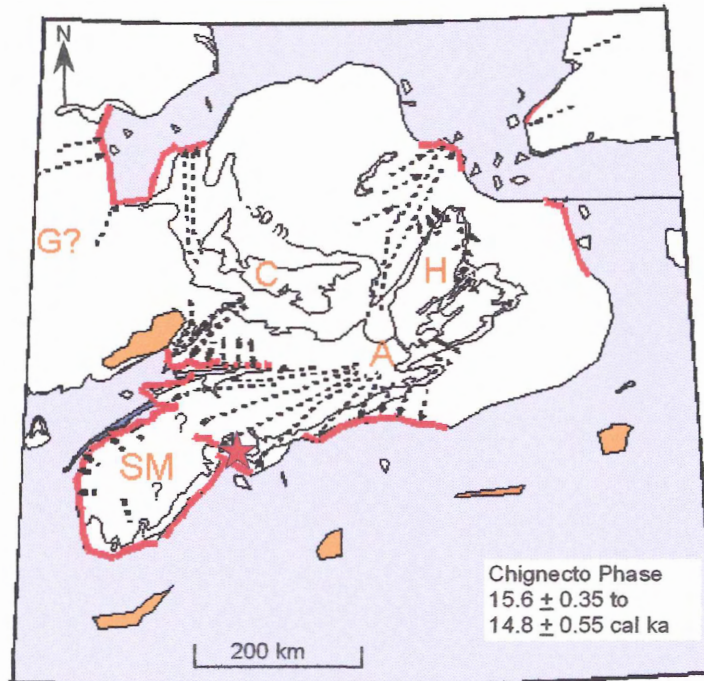 N
50 m
G?
C
H
A
?
SM
?
Chignecto Phase
15.6 ± 0.35 to
14.8 ± 0.55 cal ka
200 km